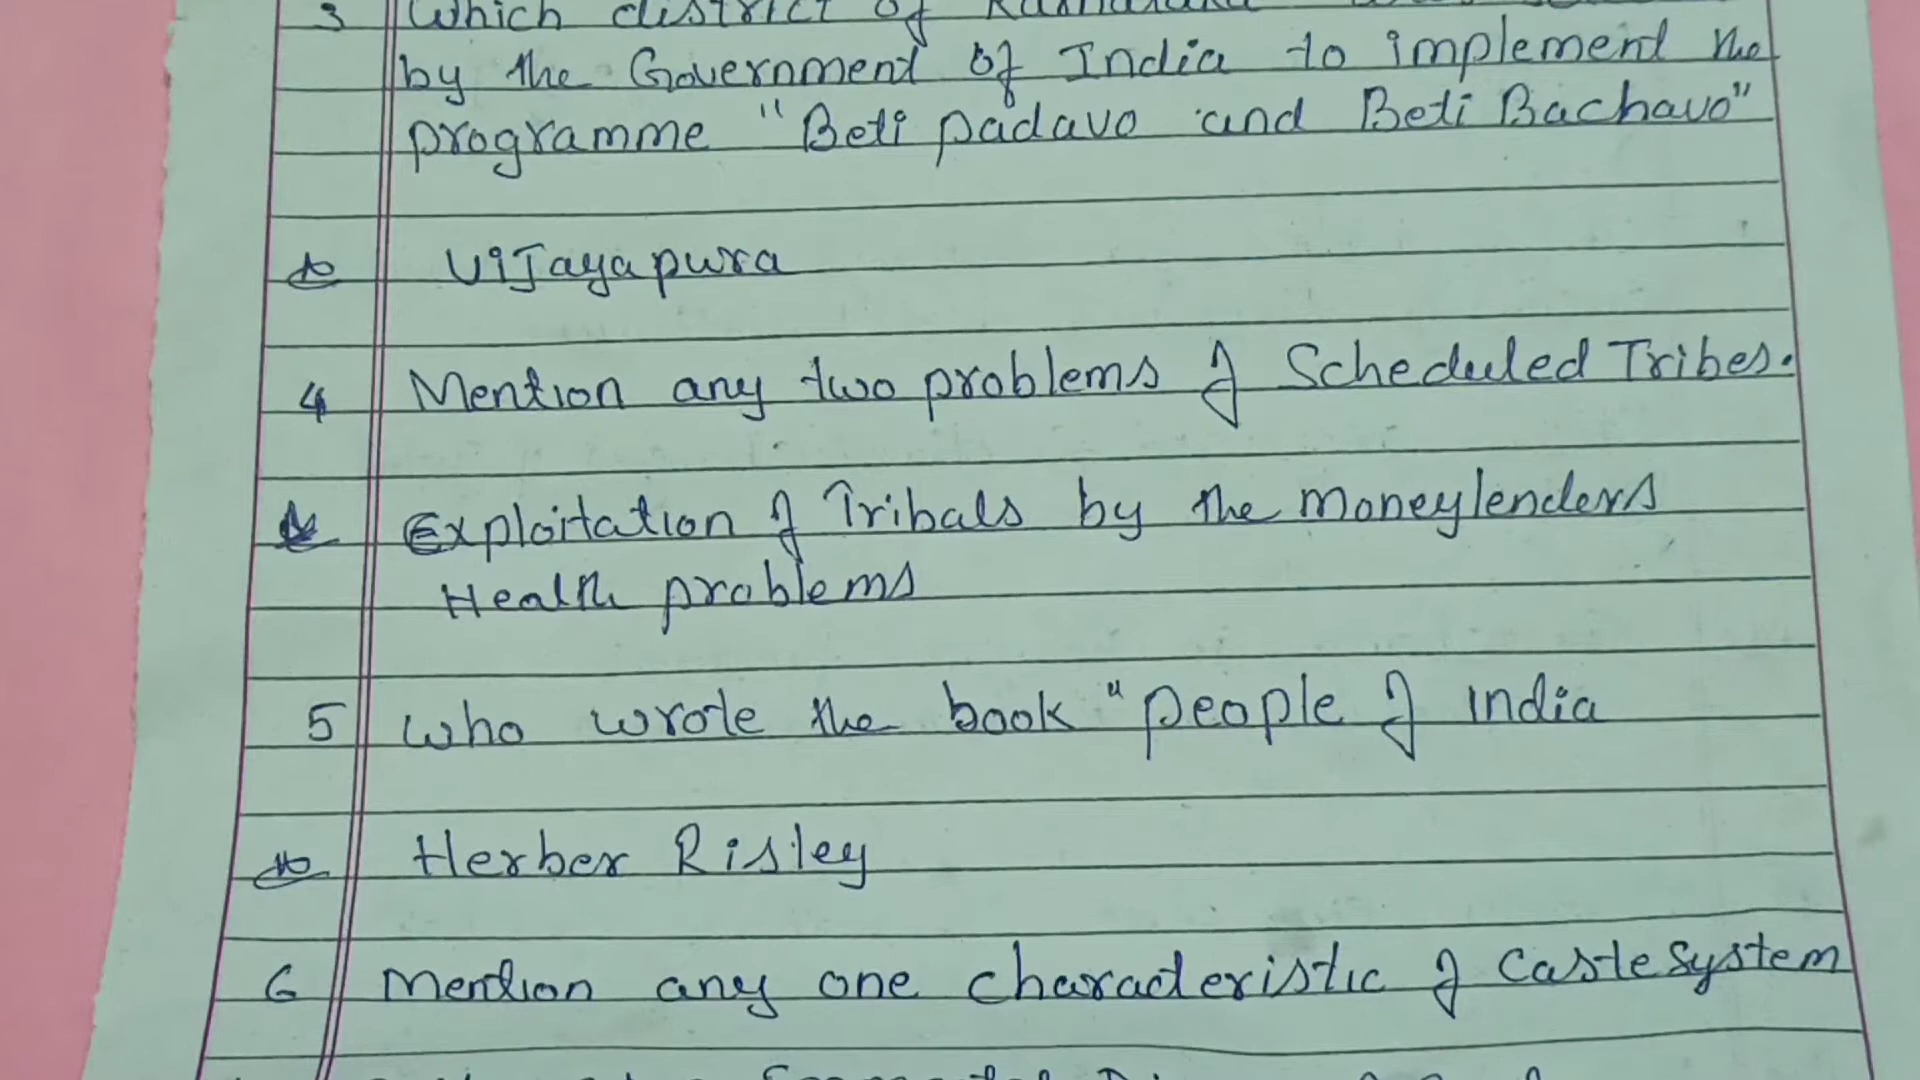 3 Which district of Karnataka
by the Government of India to implement the
programme "Beti padavo and Beti Bachavo"
Vijayapura
4 Mention any two problems of Scheduled Tribes.
Exploitation of Tribals by the moneylenders
Health problems
5 who wrote the book "people of india
Herber Risley
6 Mention any one characteristic of Caste System